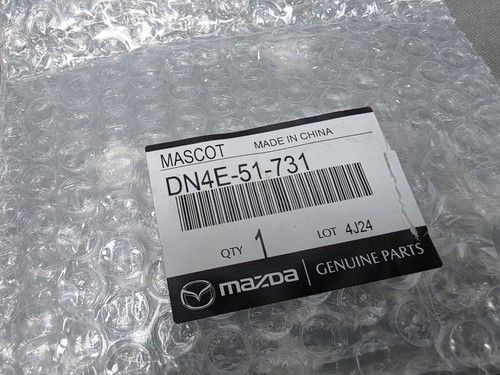 MASCOT MADE IN CHINA
DN4E-51-731
QTY 1 LOT 4J24
mazda GENUINE PARTS